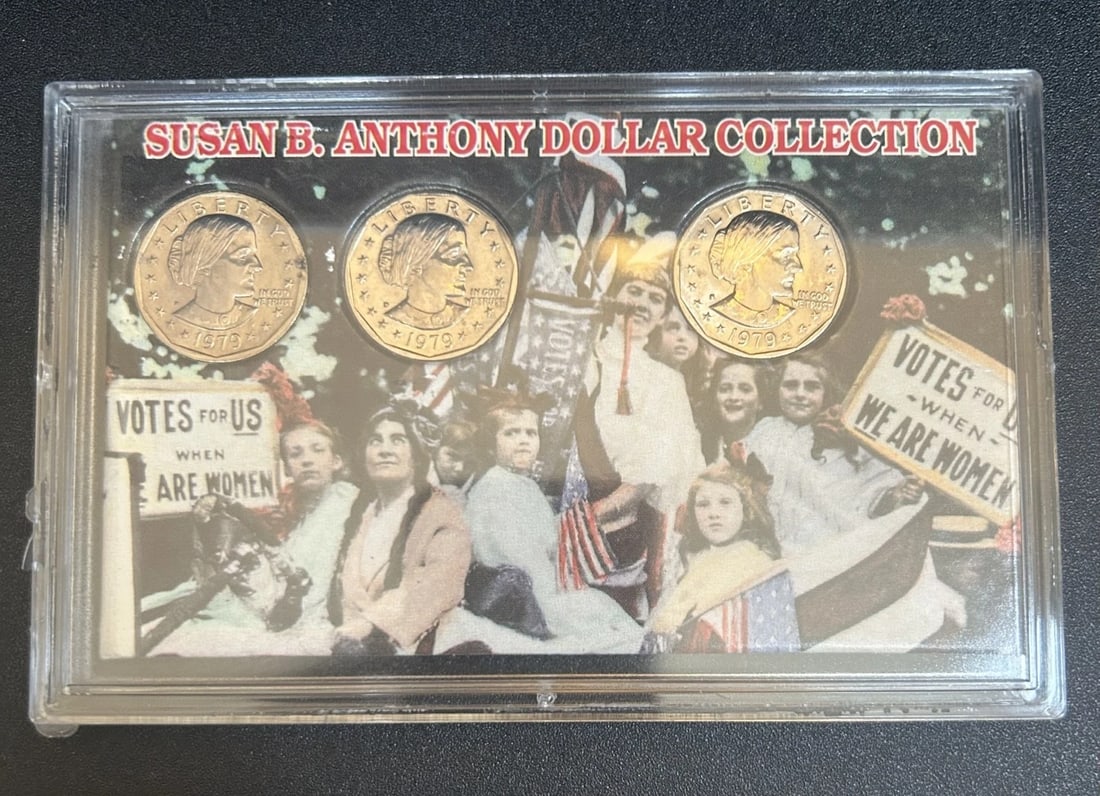 SUSAN B. ANTHONY DOLLAR COLLECTION
LIBERTY
IN GOD
WE TRUST
1979
LIBERTY
IN GOD
WE TRUST
1979
LIBERTY
IN GOD
WE TRUST
1979
VOTES
VOTES FOR US
WHEN
ARE WOMEN
VOTES FOR
WHEN
WE ARE WOMEN